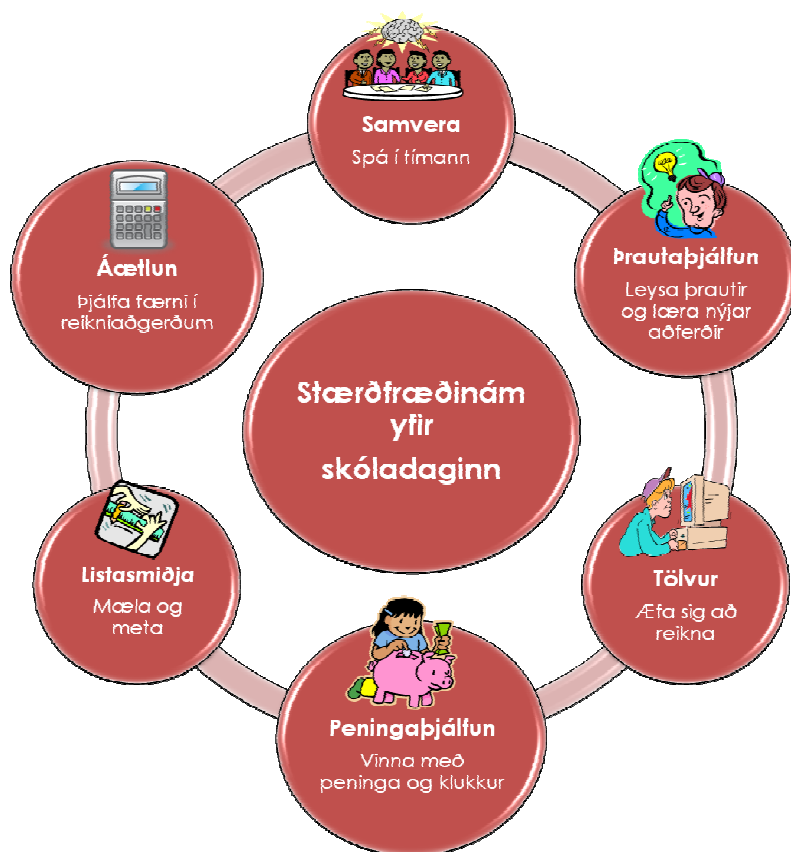 Samvera
Spá í tímann
Þrautaþjálfun
Leysa þrautir
og læra nýjar
aðferðir
Tölvur
Æfa sig að
reikna
Peningaþjálfun
Vinna með
peninga og klukkur
Listasmiðja
Mæla og
meta
Áætlun
Þjálfa færni í
reikniaðgerðum
Stærðfræðinám
yfir
skóladaginn